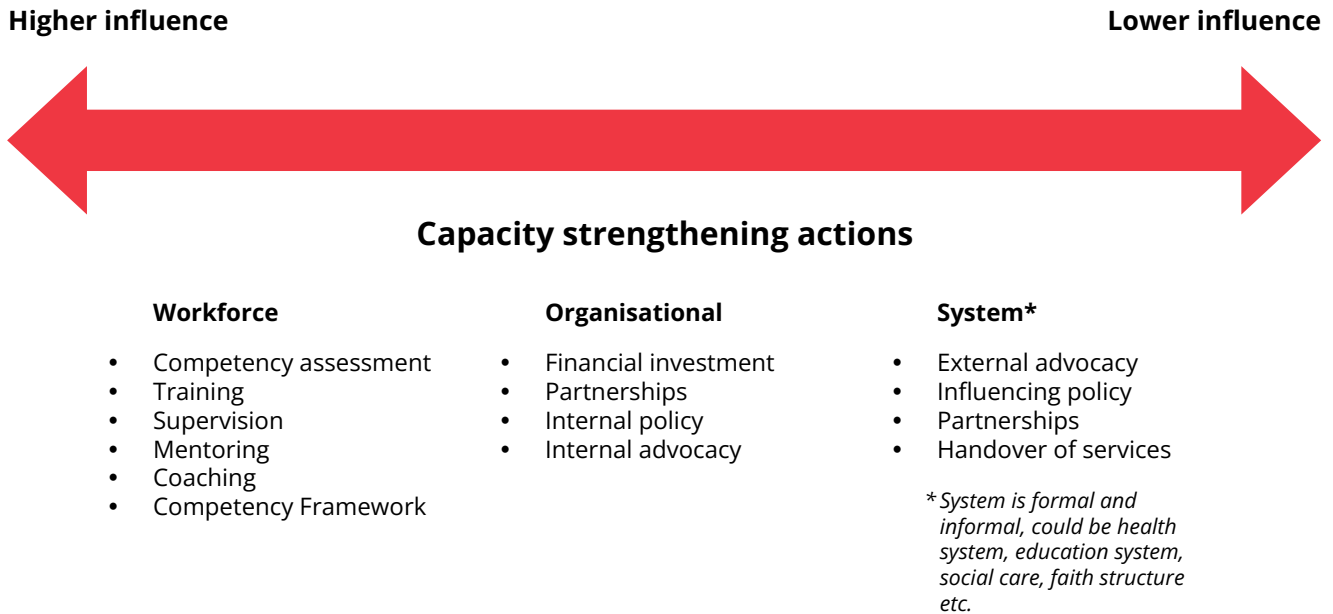 Higher influence
Lower influence
Capacity strengthening actions
Workforce
• Competency assessment
• Training
• Supervision
• Mentoring
• Coaching
• Competency Framework
Organisational
• Financial investment
• Partnerships
• Internal policy
• Internal advocacy
System*
• External advocacy
• Influencing policy
• Partnerships
• Handover of services
* System is formal and
informal, could be health
system, education system,
social care, faith structure
etc.